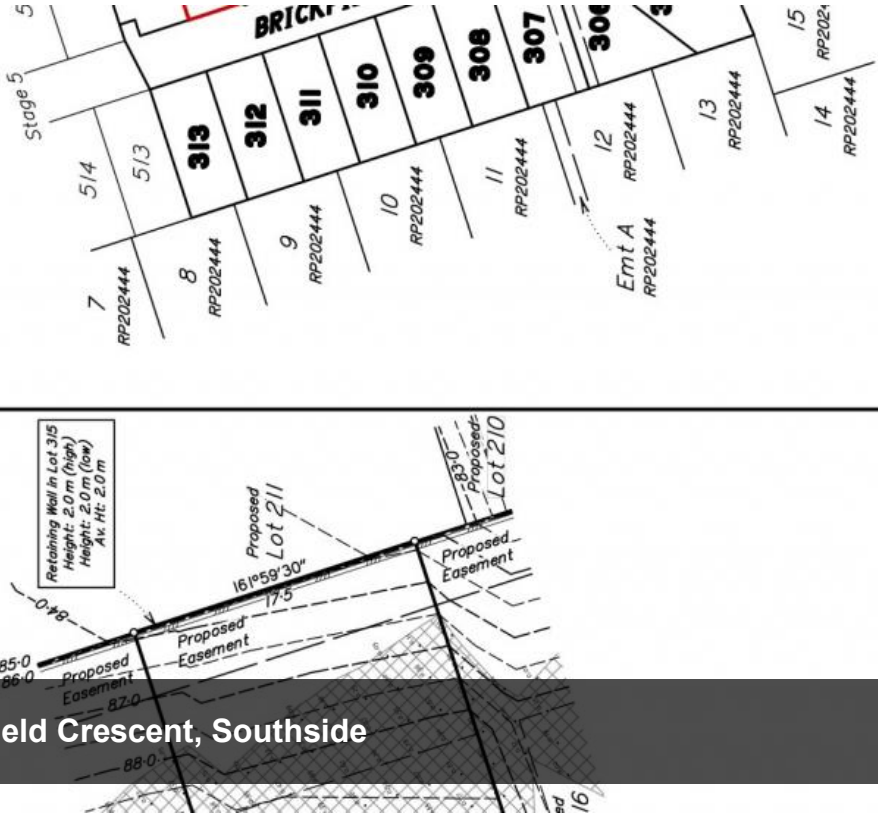 BRICKFI
Stage 5
514
513
313
312
311
310
309
308
307
306
15
14
RP202444
13
RP202444
12
RP202444
11
RP202444
10
RP202444
9
RP202444
8
RP202444
7
RP202444
Emt A
RP202444
Retaining Wall in Lot 315
Height: 2.0 m (high)
Height: 2.0 m (low)
Av. Ht: 2.0 m
Proposed
Lot 211
83·0
Proposed
Lot 210
161°59'30"
17·5
84·0
85·0
86·0
Proposed
Easement
Proposed
Easement
Proposed
Easement
87·0
88·0
eld Crescent, Southside
16